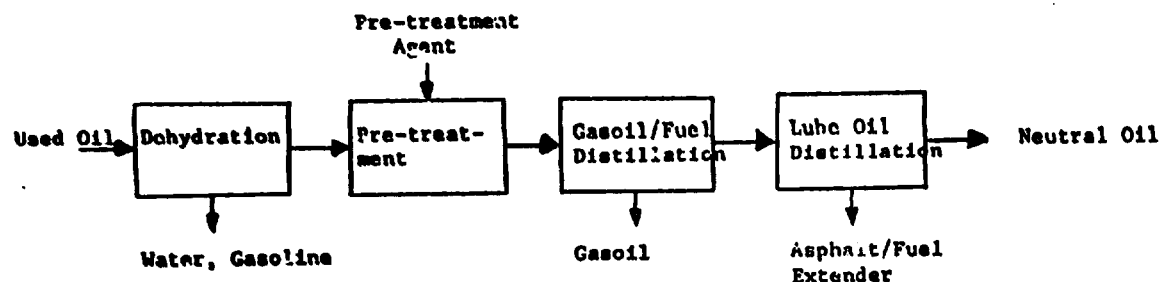 Pre-treatment
Agent
Used Oil
Dehydration
Pre-treat-
ment
Gasoil/Fuel
Distillation
Lube Oil
Distillation
Neutral Oil
Water, Gasoline
Gasoil
Asphalt/Fuel
Extender